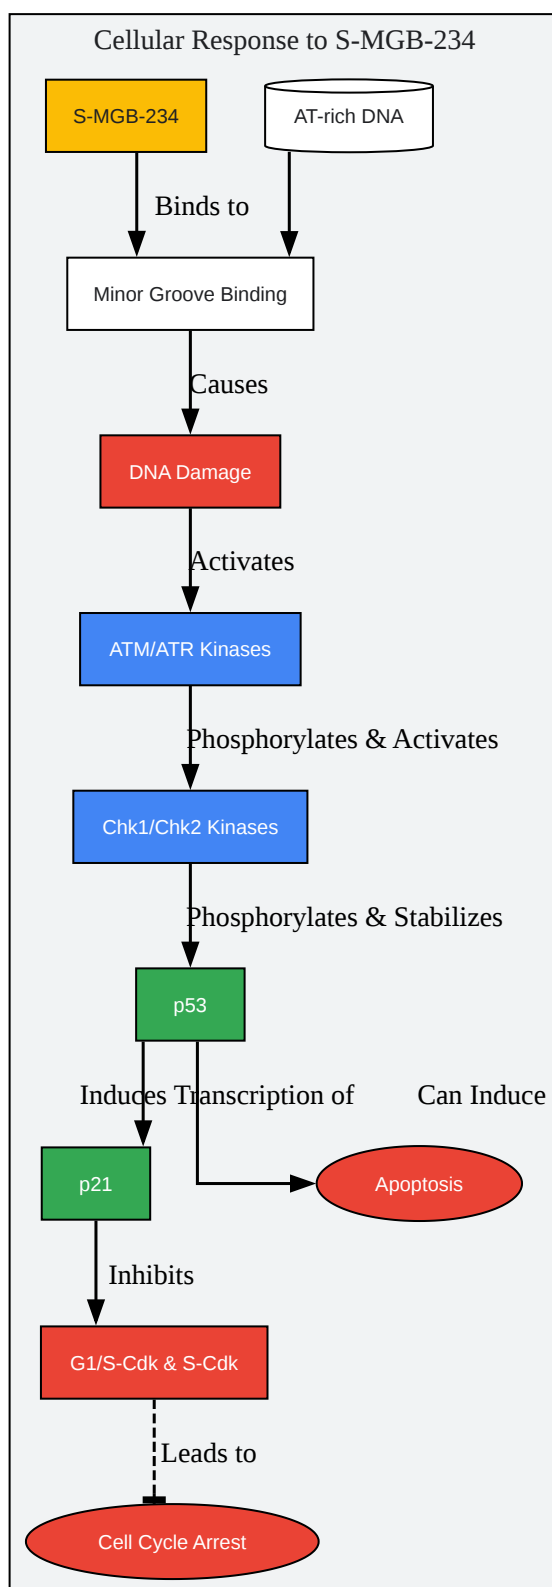 Cellular Response to S-MGB-234
S-MGB-234
AT-rich DNA
Binds to
Minor Groove Binding
Causes
DNA Damage
Activates
ATM/ATR Kinases
Phosphorylates & Activates
Chk1/Chk2 Kinases
Phosphorylates & Stabilizes
p53
Induces Transcription of
Can Induce
p21
Apoptosis
Inhibits
G1/S-Cdk & S-Cdk
Leads to
Cell Cycle Arrest